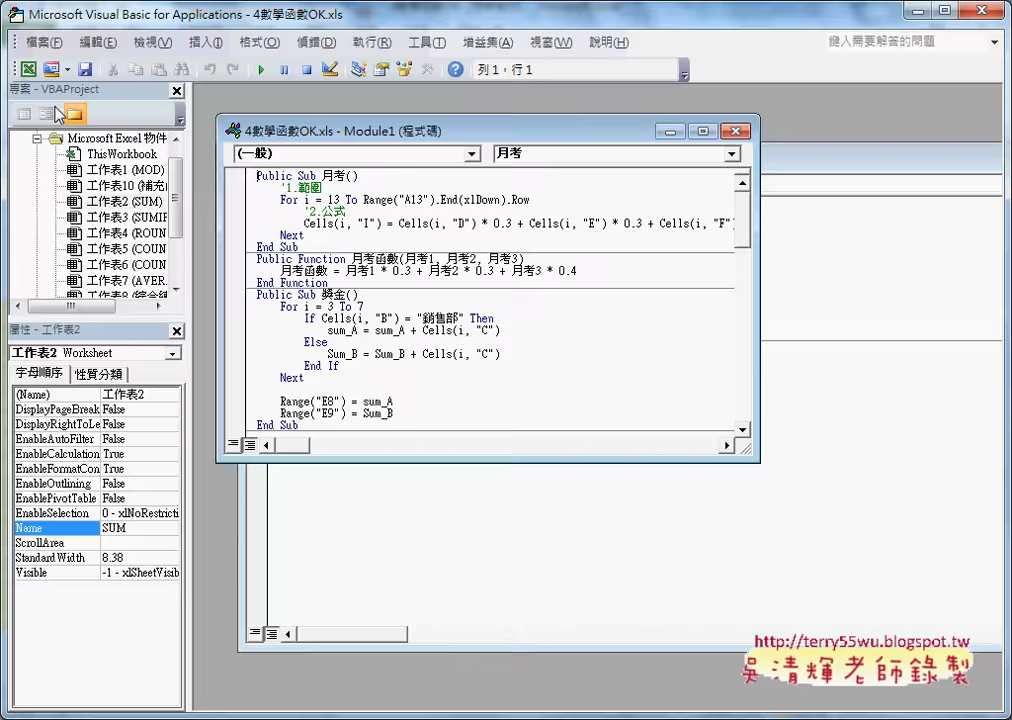 Microsoft Visual Basic for Applications - 4數學函數OK.xls
檔案(F) 編輯(E) 檢視(V) 插入(I) 格式(O) 偵錯(D) 執行(R) 工具(T) 增益集(A) 視窗(W) 說明(H) 鍵入需要解答的問題
列 1，行 1
專案 - VBAProject
Microsoft Excel 物件
ThisWorkbook
工作表1 (MOD)
工作表10 (補充
工作表2 (SUM)
工作表3 (SUMIF
工作表4 (ROUN
工作表5 (COUN
工作表6 (COUN
工作表7 (AVER.
屬性 - 工作表2
工作表2 Worksheet
字母順序 性質分類
(Name) 工作表2
DisplayPageBreak False
DisplayRightToLe False
EnableAutoFilter False
EnableCalculation True
EnableFormatCon True
EnableOutlining False
EnablePivotTable False
EnableSelection 0 - xlNoRestricti
Name SUM
ScrollArea
StandardWidth 8.38
Visible -1 - xlSheetVisib
4數學函數OK.xls - Module1 (程式碼)
(一般) 月考
Public Sub 月考()
'1.範圍
For i = 13 To Range("A13").End(xlDown).Row
'2.公式
Cells(i, "I") = Cells(i, "D") * 0.3 + Cells(i, "E") * 0.3 + Cells(i, "F")
Next
End Sub
Public Function 月考函數(月考1, 月考2, 月考3)
月考函數 = 月考1 * 0.3 + 月考2 * 0.3 + 月考3 * 0.4
End Function
Public Sub 獎金()
For i = 3 To 7
If Cells(i, "B") = "銷售部" Then
sum_A = sum_A + Cells(i, "C")
Else
Sum_B = Sum_B + Cells(i, "C")
End If
Next
Range("E8") = sum_A
Range("E9") = Sum_B
End Sub
http://terry55wu.blogspot.tw
吳清輝老師錄製